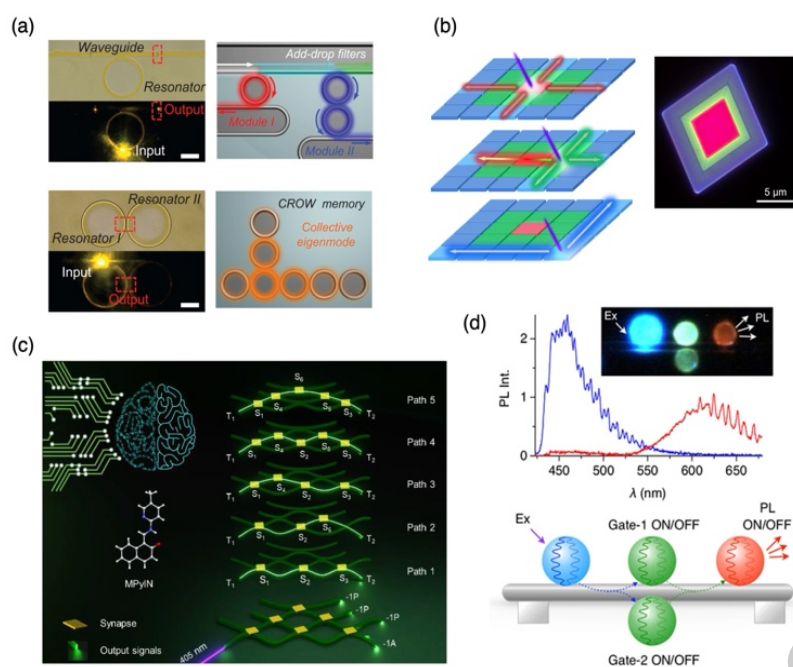 (a)
Waveguide
Resonator
Output
Input
Add-drop filters
Module I
Module II
Resonator II
Resonator I
Input
Output
CROW memory
Collective
eigenmode
(b)
5 μm
(c)
MPyIN
Synapse
Output signals
405 nm
S₆
T₁ S₁ S₄ S₅ S₃ T₂
Path 5
T₁ S₁ S₄ S₂ S₅ S₃ T₂
Path 4
T₁ S₁ S₄ S₂ S₃ T₂
Path 3
T₁ S₁ S₂ S₅ T₂
Path 2
T₁ S₁ S₂ S₃ T₂
Path 1
-1P
-1P
-1P
-1A
(d)
Ex
PL
PL Int.
2
1
0
450 500 550 600 650
λ (nm)
Ex
Gate-1 ON/OFF
PL
ON/OFF
Gate-2 ON/OFF